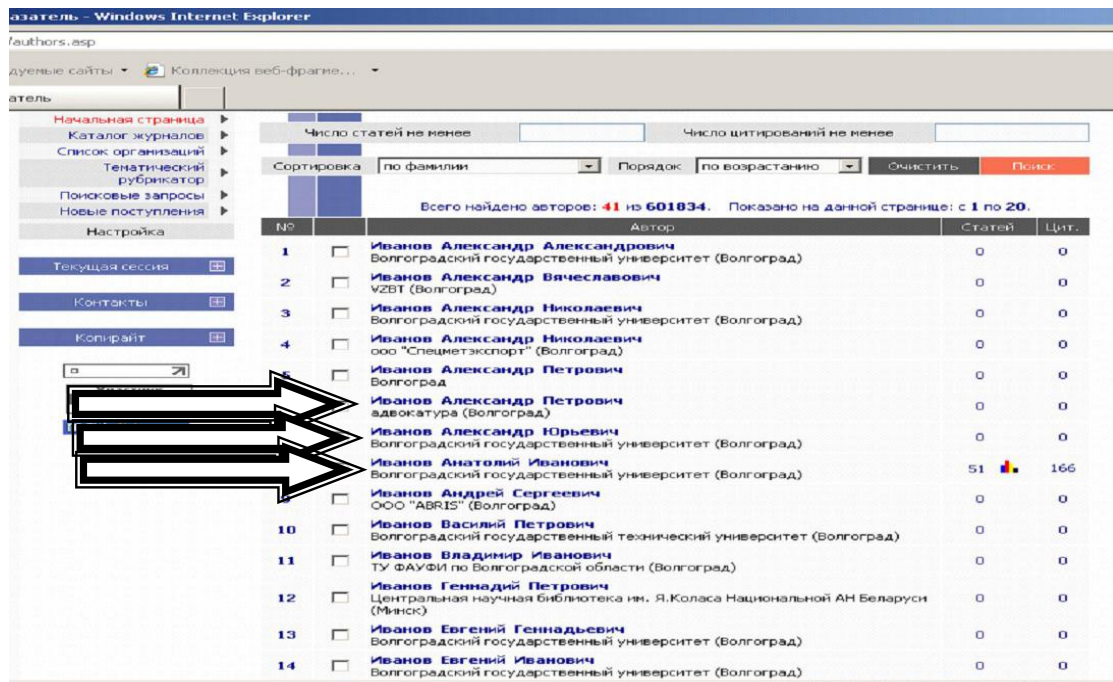 азатель - Windows Internet Explorer
/authors.asp
дуемые сайты Коллекция веб-фрагме...
атель
Начальная страница
Каталог журналов
Список организаций
Тематический
рубрикатор
Поисковые запросы
Новые поступления
Настройка
Текущая сессия
Контакты
Копирайт
Число статей не менее Число цитирований не менее
Сортировка по фамилии Порядок по возрастанию Очистить Поиск
Всего найдено авторов: 41 из 601834. Показано на данной странице: с 1 по 20.
№ Автор Статей Цит.
1 Иванов Александр Александрович 0 0
Волгоградский государственный университет (Волгоград)
2 Иванов Александр Вячеславович 0 0
VZBT (Волгоград)
3 Иванов Александр Николаевич 0 0
Волгоградский государственный университет (Волгоград)
4 Иванов Александр Николаевич 0 0
ооо "Спецметэкспорт" (Волгоград)
Иванов Александр Петрович 0 0
Волгоград
Иванов Александр Петрович 0 0
адвокатура (Волгоград)
Иванов Александр Юрьевич 0 0
Волгоградский государственный университет (Волгоград)
Иванов Анатолий Иванович 51 166
Волгоградский государственный университет (Волгоград)
Иванов Андрей Сергеевич 0 0
ООО "ABRIS" (Волгоград)
10 Иванов Василий Петрович 0 0
Волгоградский государственный технический университет (Волгоград)
11 Иванов Владимир Иванович 0 0
ТУ ФАУФИ по Волгоградской области (Волгоград)
12 Иванов Геннадий Петрович 0 0
Центральная научная библиотека им. Я.Коласа Национальной АН Беларуси
(Минск)
13 Иванов Евгений Геннадьевич 0 0
Волгоградский государственный университет (Волгоград)
14 Иванов Евгений Иванович 0 0
Волгоградский государственный университет (Волгоград)